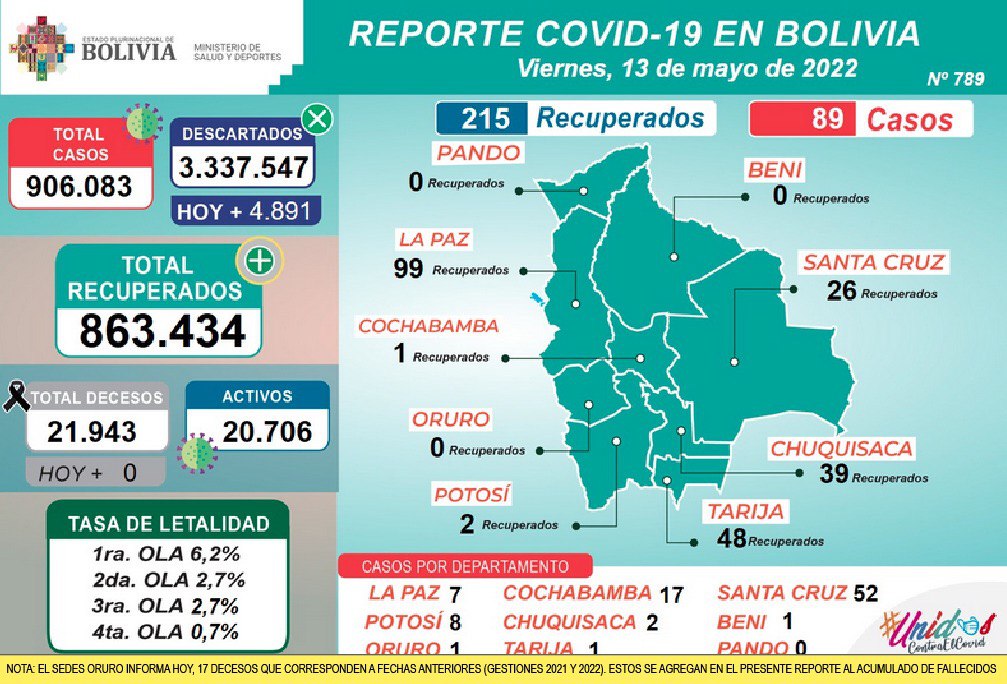 ESTADO PLURINACIONAL DE
BOLIVIA
MINISTERIO DE
SALUD Y DEPORTES
REPORTE COVID-19 EN BOLIVIA
Viernes, 13 de mayo de 2022
Nº 789
TOTAL
CASOS
906.083
DESCARTADOS
3.337.547
HOY + 4.891
TOTAL
RECUPERADOS
863.434
TOTAL DECESOS
21.943
HOY + 0
ACTIVOS
20.706
TASA DE LETALIDAD
1ra. OLA 6,2%
2da. OLA 2,7%
3ra. OLA 2,7%
4ta. OLA 0,7%
215 Recuperados
89 Casos
PANDO
0 Recuperados
BENI
0 Recuperados
LA PAZ
99 Recuperados
SANTA CRUZ
26 Recuperados
COCHABAMBA
1 Recuperados
ORURO
0 Recuperados
CHUQUISACA
39 Recuperados
POTOSÍ
2 Recuperados
TARIJA
48 Recuperados
CASOS POR DEPARTAMENTO
LA PAZ 7 COCHABAMBA 17 SANTA CRUZ 52
POTOSÍ 8 CHUQUISACA 2 BENI 1
ORURO 1 TARIJA 1 PANDO 0
#Unidos
ContraElCovid
NOTA: EL SEDES ORURO INFORMA HOY, 17 DECESOS QUE CORRESPONDEN A FECHAS ANTERIORES (GESTIONES 2021 Y 2022). ESTOS SE AGREGAN EN EL PRESENTE REPORTE AL ACUMULADO DE FALLECIDOS